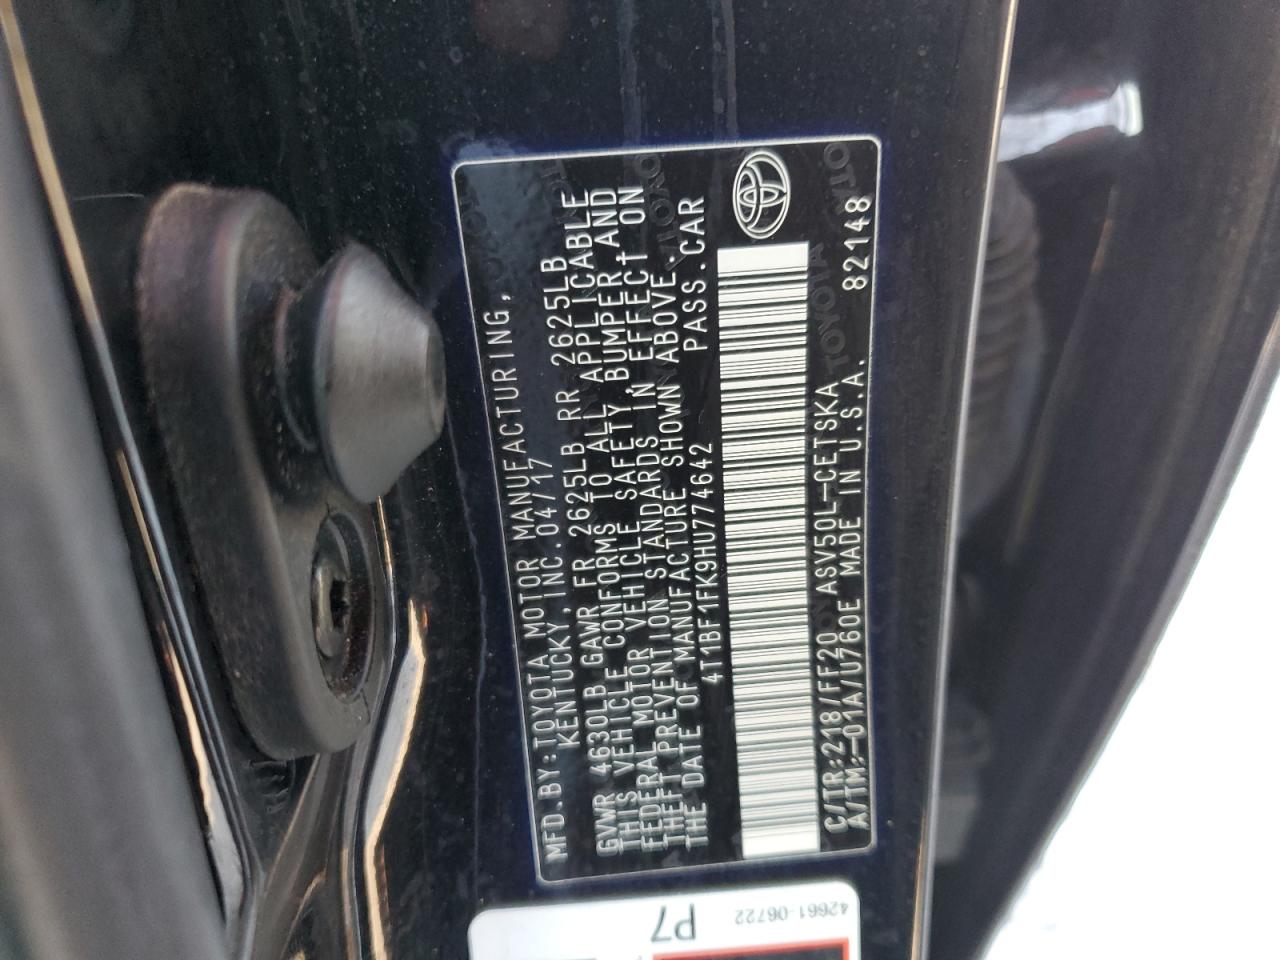 MFD.BY:TOYOTA MOTOR MANUFACTURING,
KENTUCKY, INC. 04/17
GVWR 4630LB GAWR FR 2625LB RR 2625LB
THIS VEHICLE CONFORMS TO ALL APPLICABLE
FEDERAL MOTOR VEHICLE SAFETY, BUMPER, AND
THEFT PREVENTION STANDARDS IN EFFECT ON
THE DATE OF MANUFACTURE SHOWN ABOVE.
4T1BF1FK9HU774642 PASS.CAR
C/TR:218/FF20 ASV50L-CETSKA
A/TM:-01A/U760E MADE IN U.S.A. 82148
P7
42661-06722